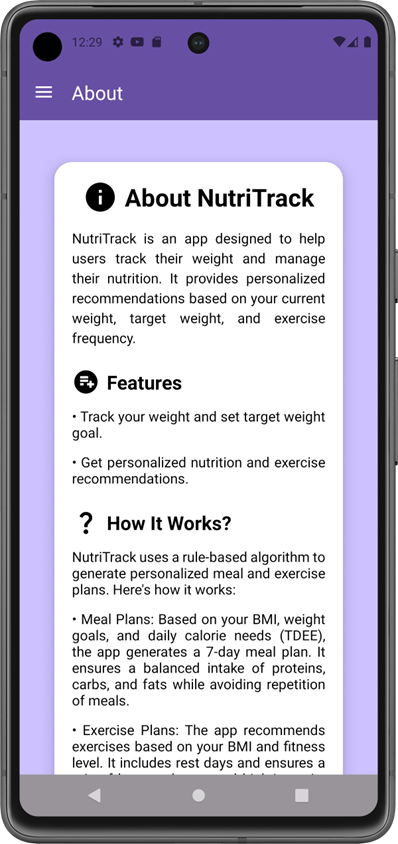 12:29
About
About NutriTrack
NutriTrack is an app designed to help
users track their weight and manage
their nutrition. It provides personalized
recommendations based on your current
weight, target weight, and exercise
frequency.
Features
• Track your weight and set target weight
goal.
• Get personalized nutrition and exercise
recommendations.
? How It Works?
NutriTrack uses a rule-based algorithm to
generate personalized meal and exercise
plans. Here's how it works:
• Meal Plans: Based on your BMI, weight
goals, and daily calorie needs (TDEE),
the app generates a 7-day meal plan. It
ensures a balanced intake of proteins,
carbs, and fats while avoiding repetition
of meals.
• Exercise Plans: The app recommends
exercises based on your BMI and fitness
level. It includes rest days and ensures a